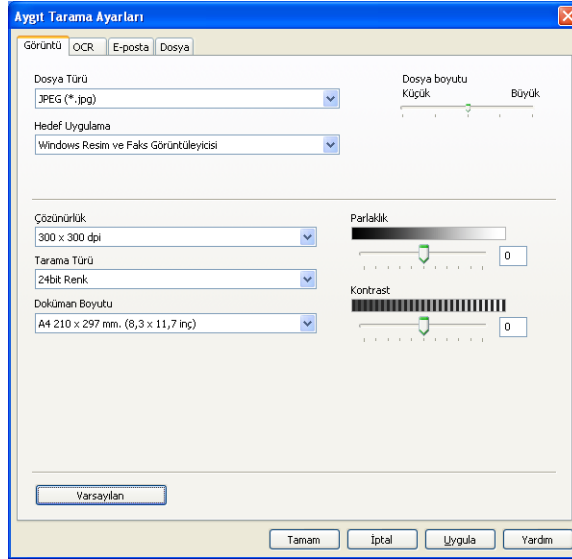 Aygıt Tarama Ayarları
Görüntü OCR E-posta Dosya
Dosya Türü
JPEG (*.jpg)
Dosya boyutu
Küçük Büyük
Hedef Uygulama
Windows Resim ve Faks Görüntüleyicisi
Çözünürlük
300 x 300 dpi
Parlaklık
0
Tarama Türü
24bit Renk
Kontrast
0
Doküman Boyutu
A4 210 x 297 mm. (8,3 x 11,7 inç)
Varsayılan
Tamam İptal Uygula Yardım